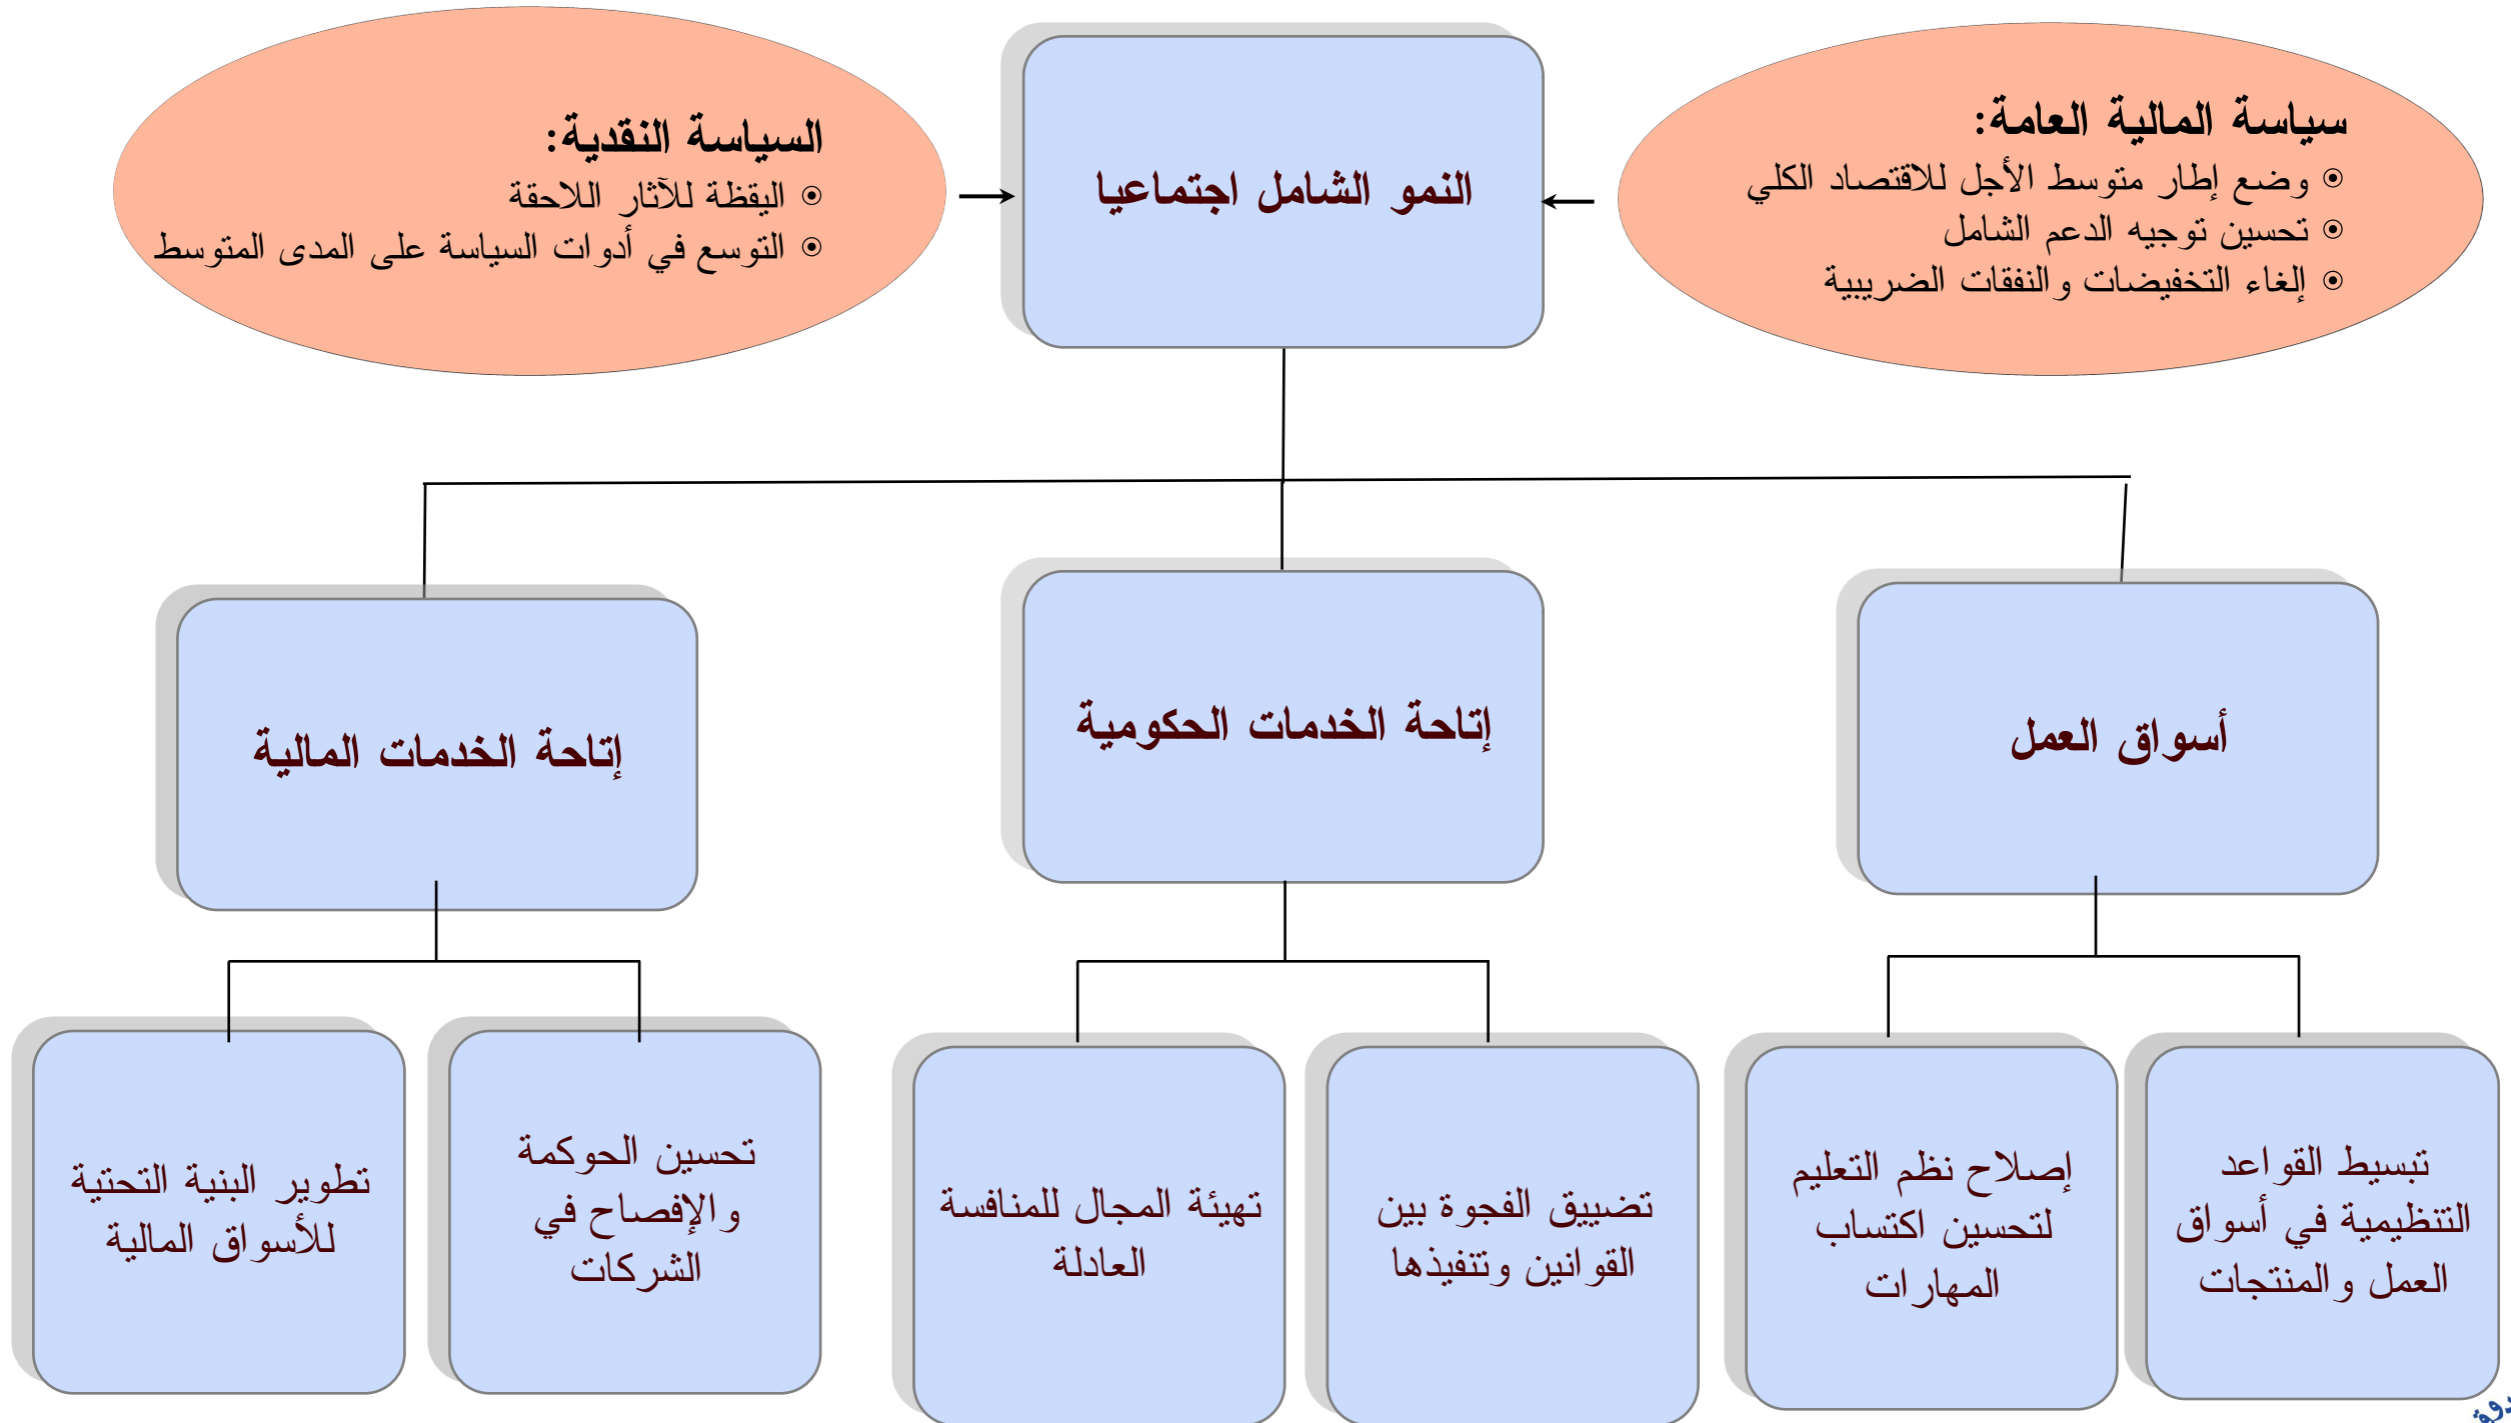 سياسة المالية العامة:
⦿ وضع إطار متوسط الأجل للاقتصاد الكلي
⦿ تحسين توجيه الدعم الشامل
⦿ إلغاء التخفيضات والنفقات الضريبية
النمو الشامل اجتماعيا
السياسة النقدية:
⦿ اليقظة للآثار اللاحقة
⦿ التوسع في أدوات السياسة على المدى المتوسط
أسواق العمل
إتاحة الخدمات الحكومية
إتاحة الخدمات المالية
تبسيط القواعد
التنظيمية في أسواق
العمل والمنتجات
إصلاح نظم التعليم
لتحسين اكتساب
المهارات
تضييق الفجوة بين
القوانين وتنفيذها
تهيئة المجال للمنافسة
العادلة
تحسين الحوكمة
والإفصاح في
الشركات
تطوير البنية التحتية
للأسواق المالية